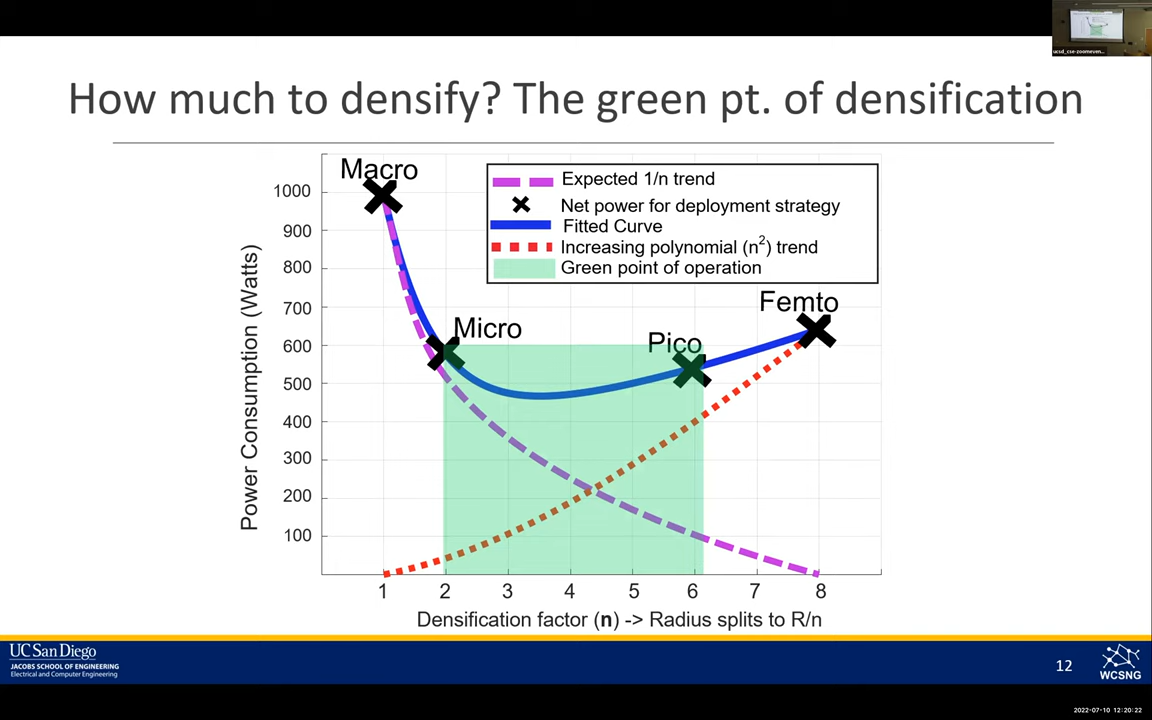 ucsd_cse-zoomeven...
How much to densify? The green pt. of densification
Macro
Micro
Pico
Femto
Expected 1/n trend
Net power for deployment strategy
Fitted Curve
Increasing polynomial (n²) trend
Green point of operation
Power Consumption (Watts)
1000
900
800
700
600
500
400
300
200
100
1 2 3 4 5 6 7 8
Densification factor (n) -> Radius splits to R/n
UC San Diego
JACOBS SCHOOL OF ENGINEERING
Electrical and Computer Engineering
12
WCSNG
2022-07-10 12:20:22